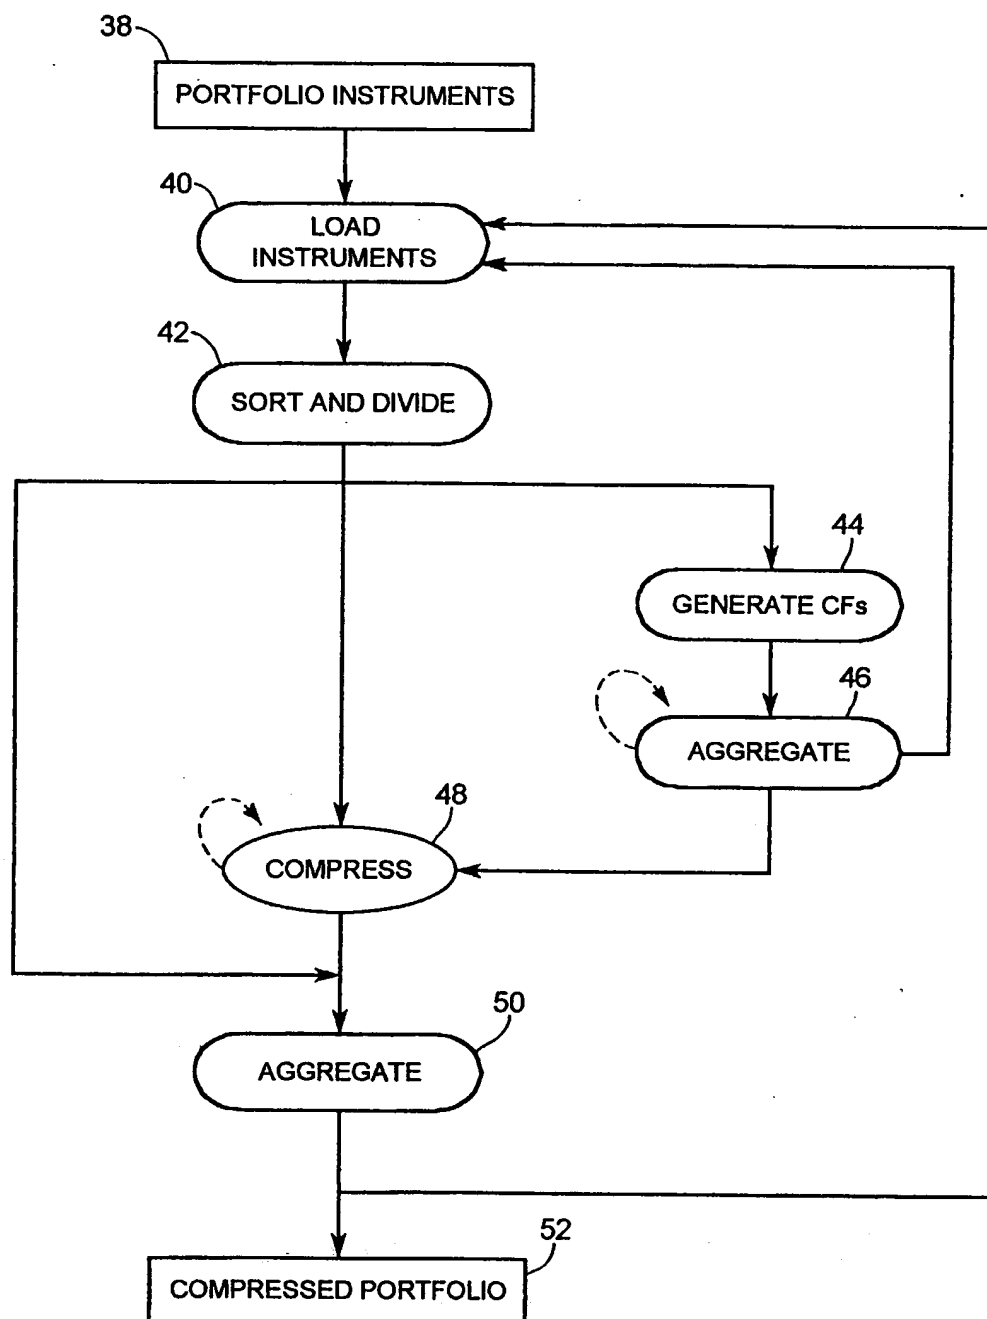 38
PORTFOLIO INSTRUMENTS
40
LOAD
INSTRUMENTS
42
SORT AND DIVIDE
44
GENERATE CFs
46
AGGREGATE
48
COMPRESS
50
AGGREGATE
52
COMPRESSED PORTFOLIO